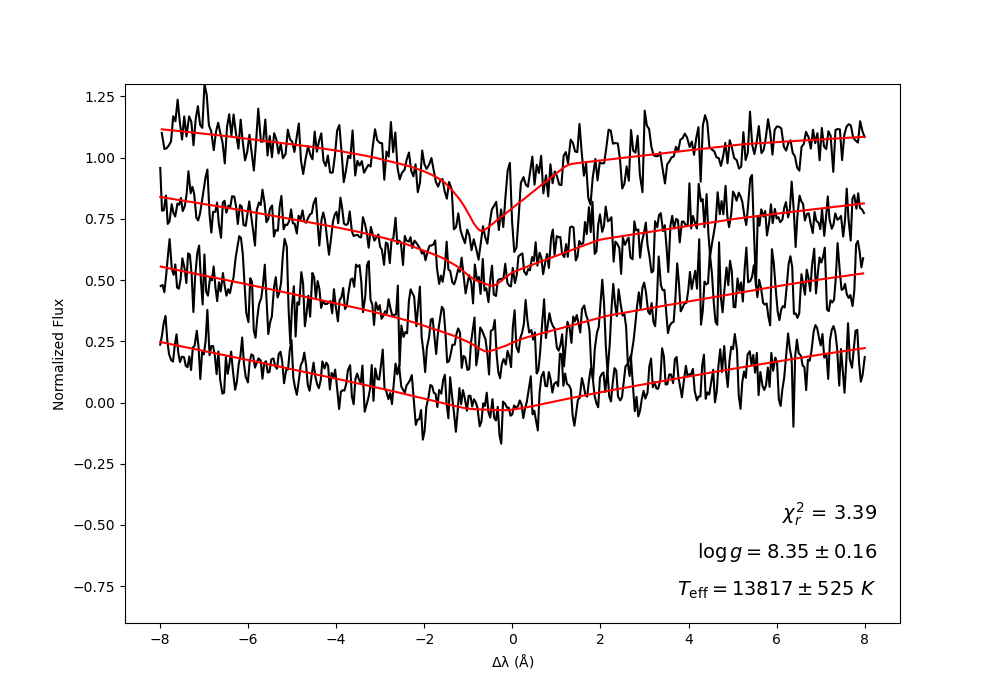 1.25
1.00
0.75
0.50
0.25
0.00
−0.25
−0.50
−0.75
Normalized Flux
χ²ᵣ = 3.39
log g = 8.35 ± 0.16
T_eff = 13817 ± 525 K
−8 −6 −4 −2 0 2 4 6 8
Δλ (Å)